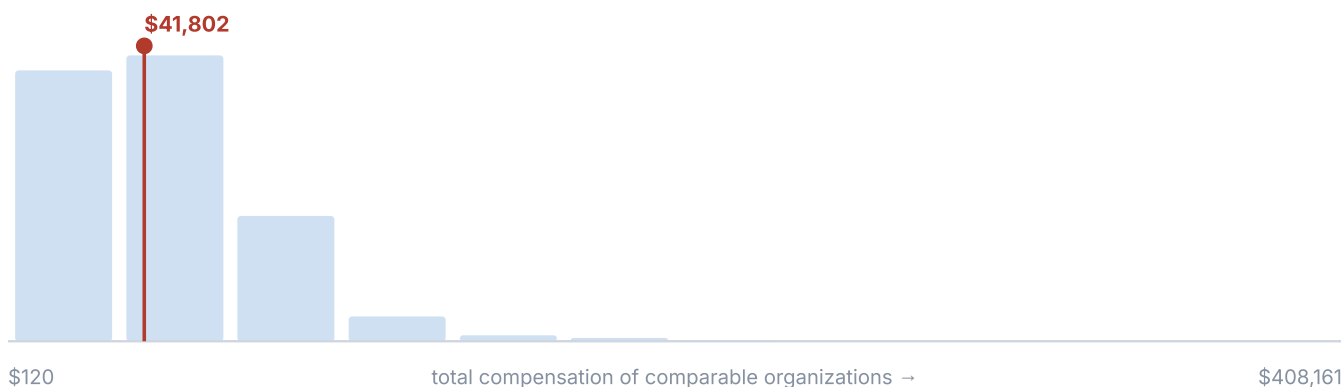 $41,802
$120
total compensation of comparable organizations →
$408,161